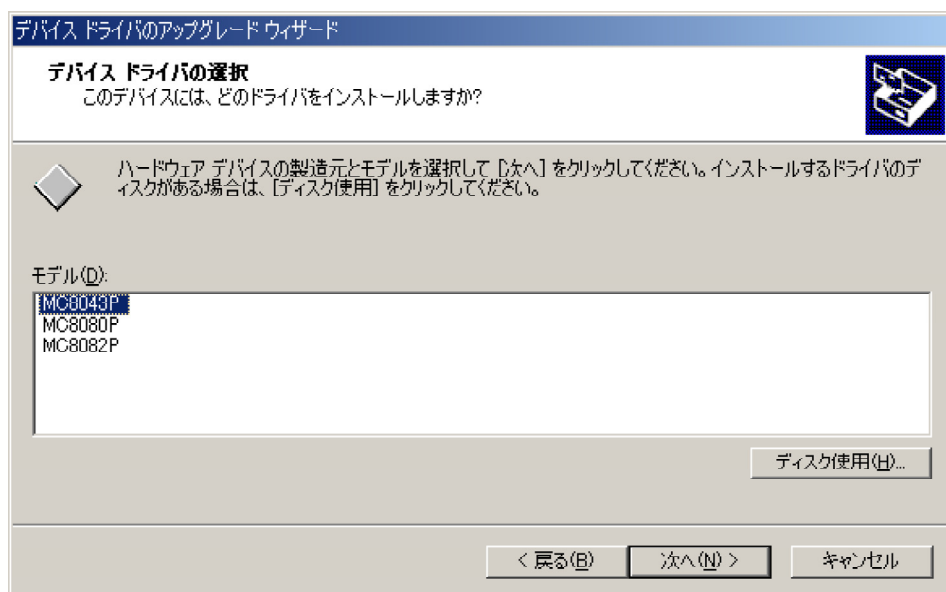 デバイス ドライバのアップグレード ウィザード
デバイス ドライバの選択
このデバイスには、どのドライバをインストールしますか?
ハードウェア デバイスの製造元とモデルを選択して [次へ] をクリックしてください。インストールするドライバのデ
ィスクがある場合は、[ディスク使用] をクリックしてください。
モデル(D):
MC8043P
MC8080P
MC8082P
ディスク使用(H)...
< 戻る(B)
次へ(N) >
キャンセル